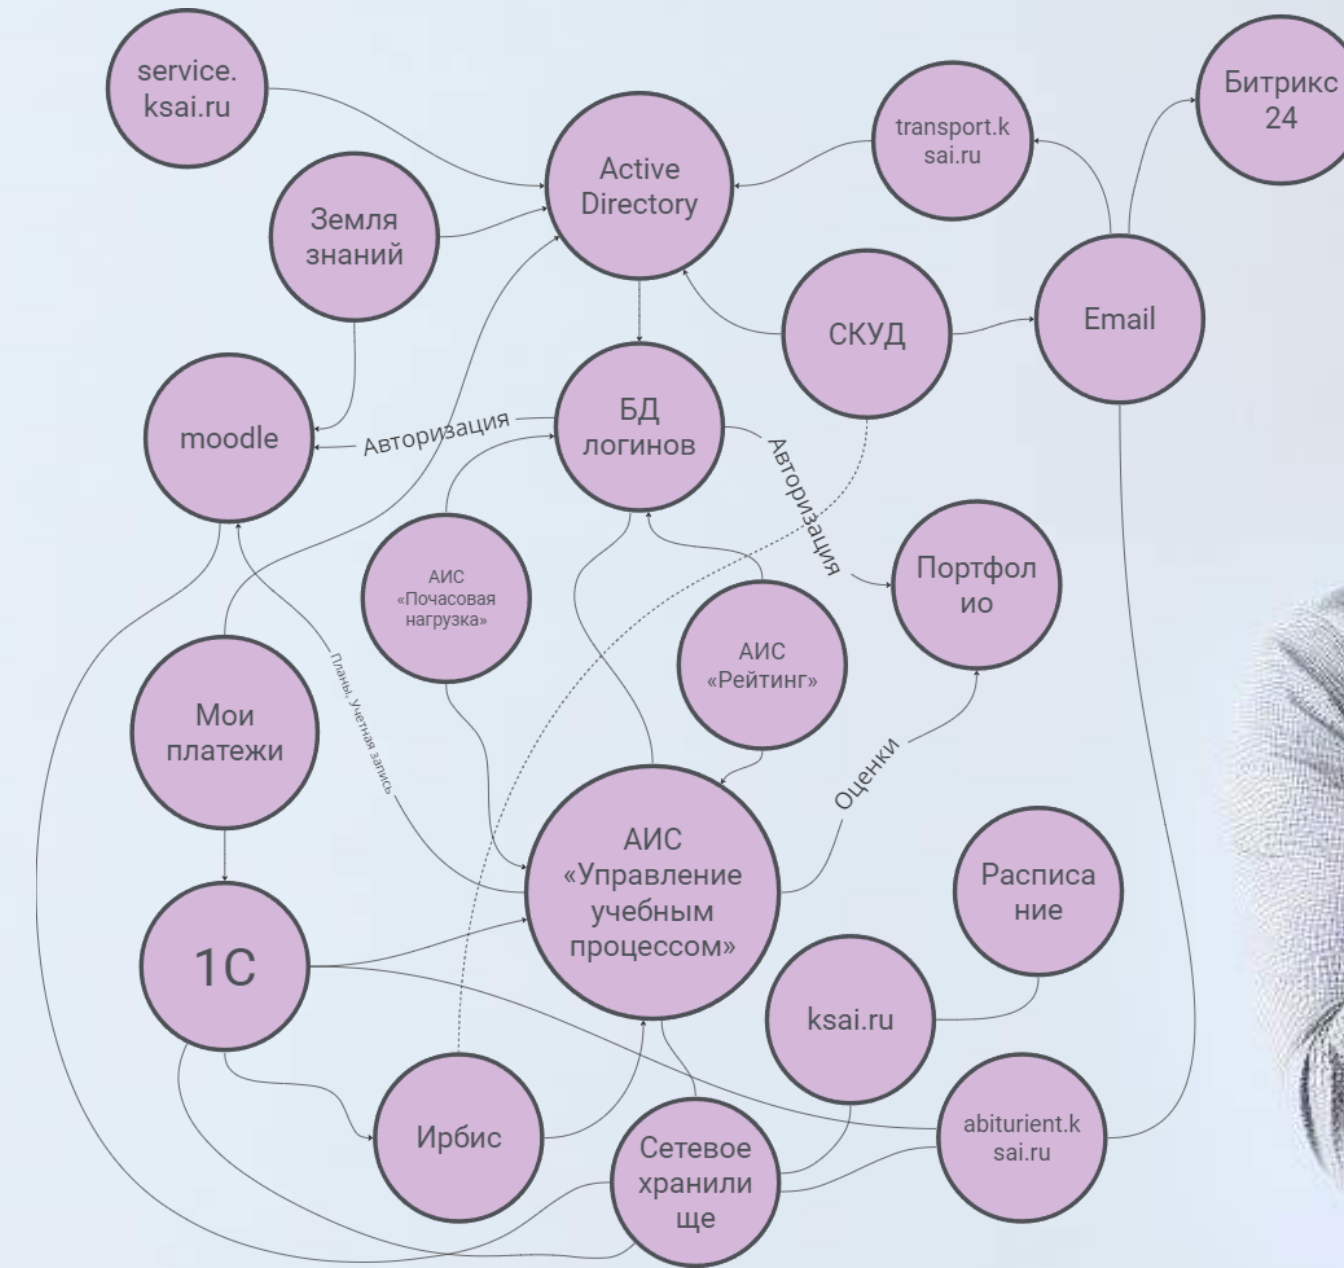 service.
ksai.ru
Active
Directory
transport.k
sai.ru
Битрикс
24
Земля
знаний
СКУД
Email
moodle
Авторизация
БД
логинов
Авторизация
АИС
«Почасовая
нагрузка»
Портфол
ио
АИС
«Рейтинг»
Планы, Учетная запись
Мои
платежи
Оценки
АИС
«Управление
учебным
процессом»
Расписа
ние
1С
ksai.ru
Ирбис
Сетевое
хранили
ще
abiturient.k
sai.ru